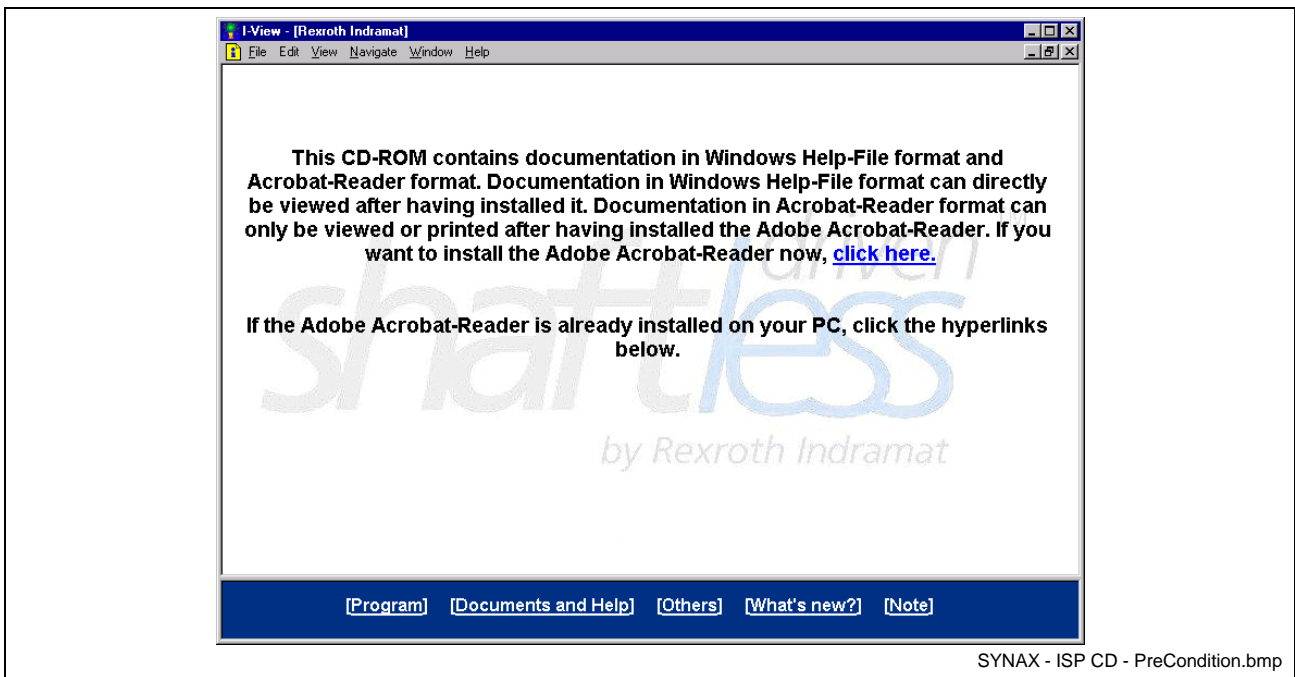 I-View - [Rexroth Indramat]
File Edit View Navigate Window Help
This CD-ROM contains documentation in Windows Help-File format and
Acrobat-Reader format. Documentation in Windows Help-File format can directly
be viewed after having installed it. Documentation in Acrobat-Reader format can
only be viewed or printed after having installed the Adobe Acrobat-Reader. If you
want to install the Adobe Acrobat-Reader now, click here.
driven
shaftless
If the Adobe Acrobat-Reader is already installed on your PC, click the hyperlinks
below.
by Rexroth Indramat
[Program] [Documents and Help] [Others] [What's new?] [Note]
SYNAX - ISP CD - PreCondition.bmp